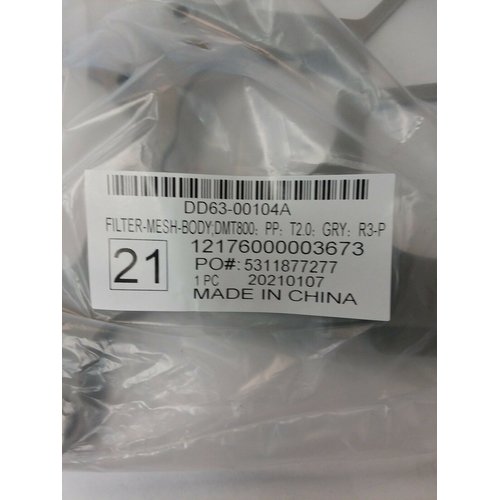 DD63-00104A
FILTER-MESH-BODY;DMT800; PP; T2.0; GRY; R3-P
12176000003673
21
PO#: 5311877277
1 PC 20210107
MADE IN CHINA